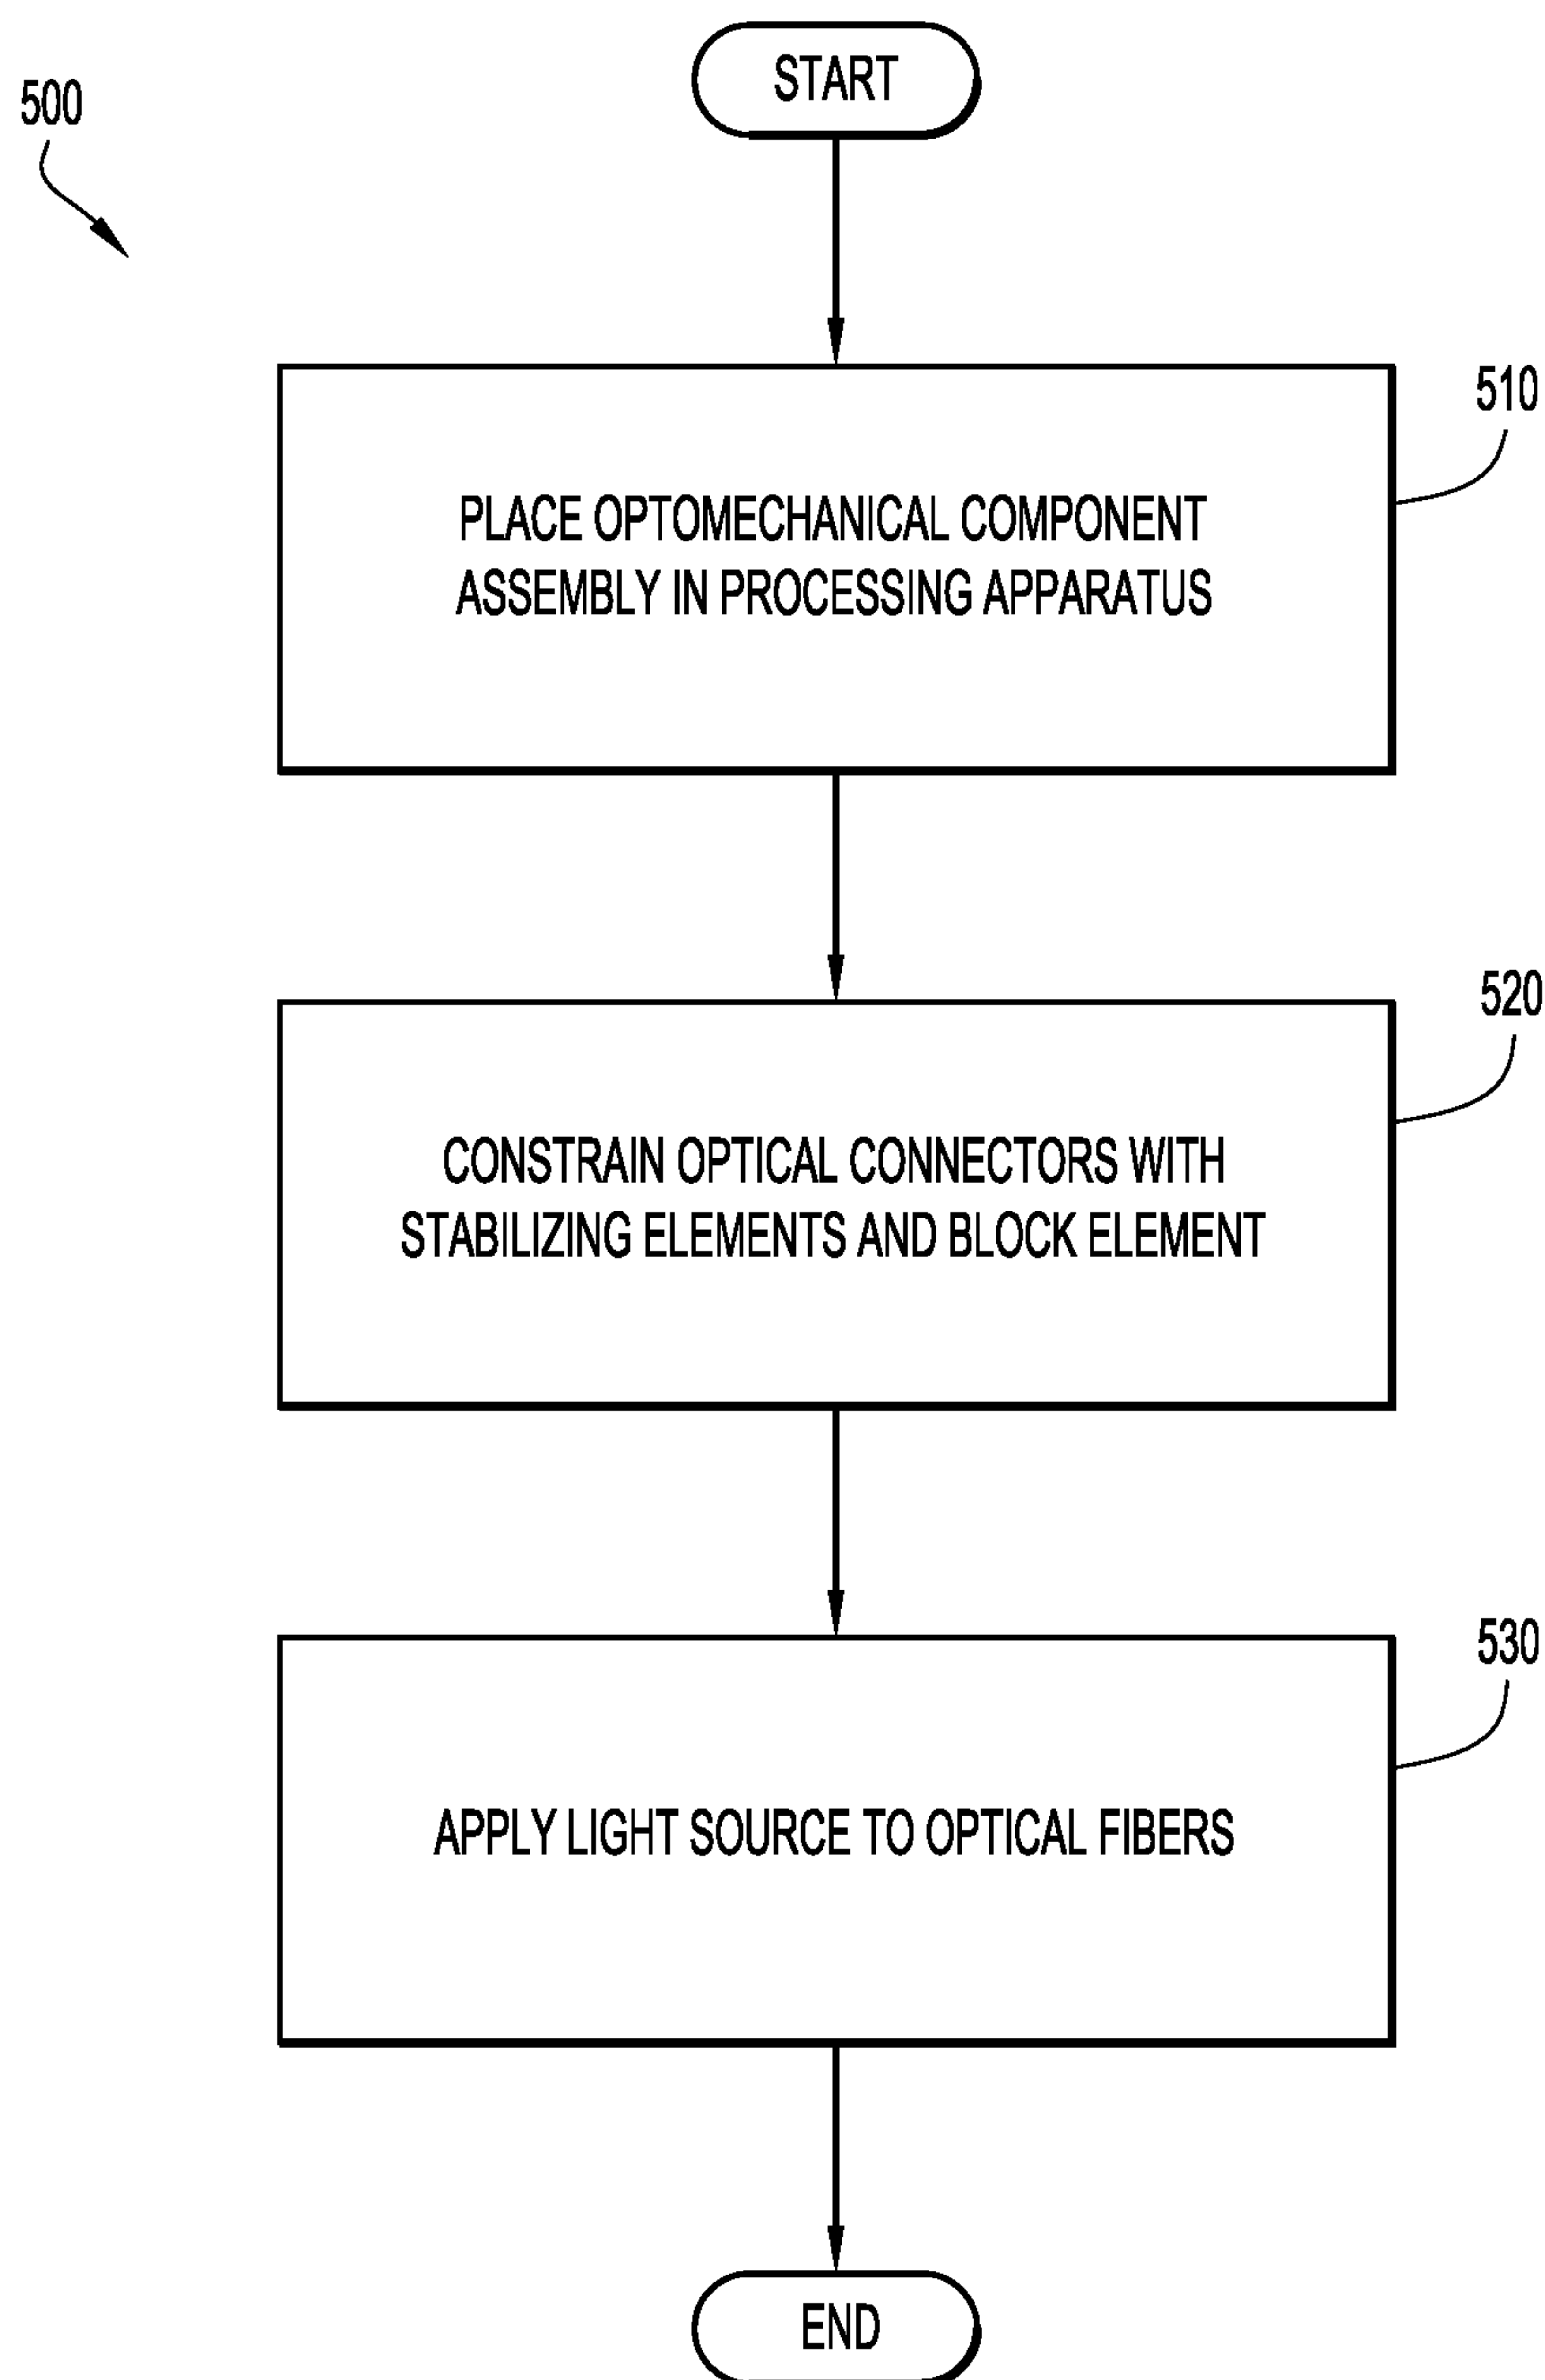 START
500
510
PLACE OPTOMECHANICAL COMPONENT
ASSEMBLY IN PROCESSING APPARATUS
520
CONSTRAIN OPTICAL CONNECTORS WITH
STABILIZING ELEMENTS AND BLOCK ELEMENT
530
APPLY LIGHT SOURCE TO OPTICAL FIBERS
END